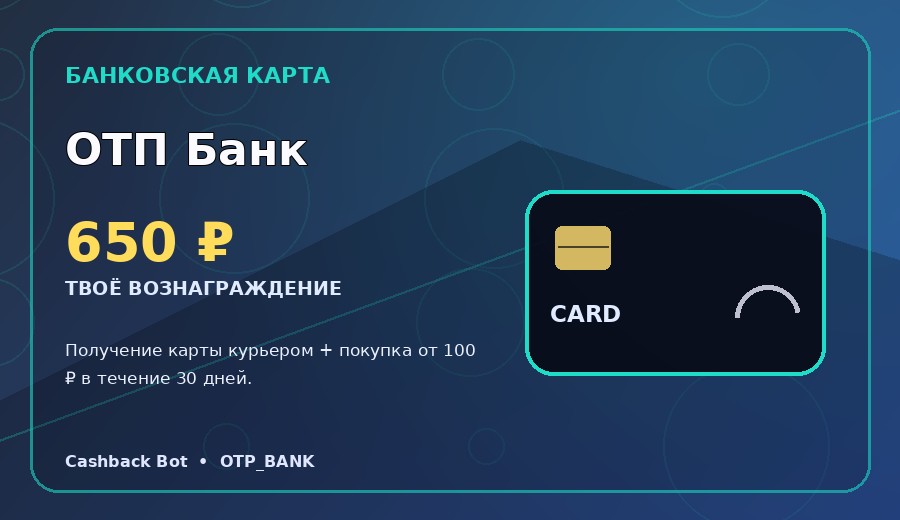 БАНКОВСКАЯ КАРТА
ОТП Банк
650 ₽
ТВОЁ ВОЗНАГРАЖДЕНИЕ
Получение карты курьером + покупка от 100
₽ в течение 30 дней.
CARD
Cashback Bot • OTP_BANK